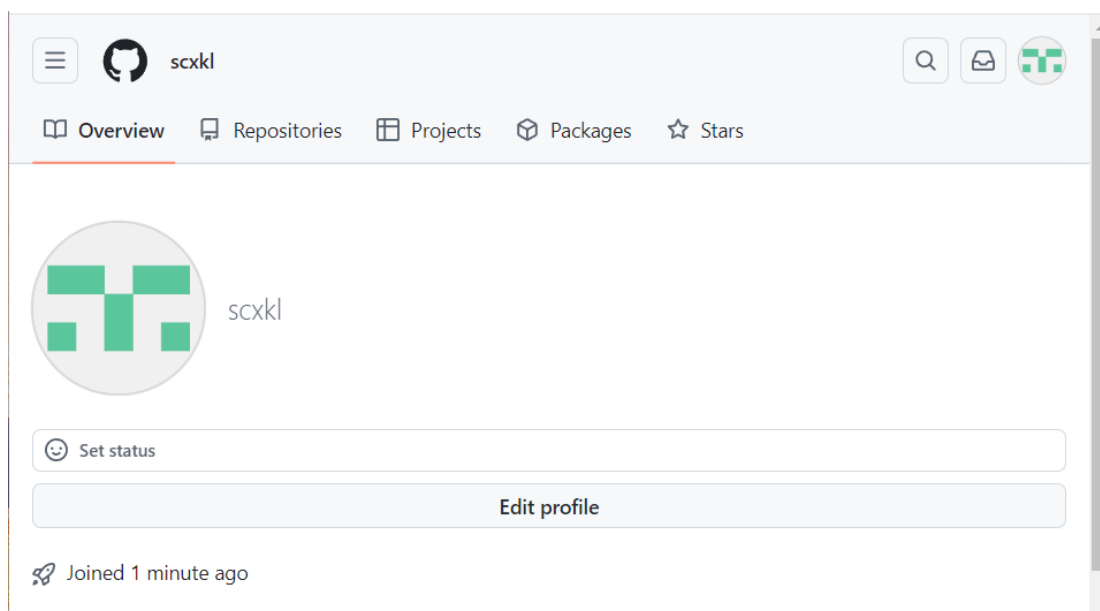 scxkl
Overview Repositories Projects Packages Stars
scxkl
Set status
Edit profile
Joined 1 minute ago